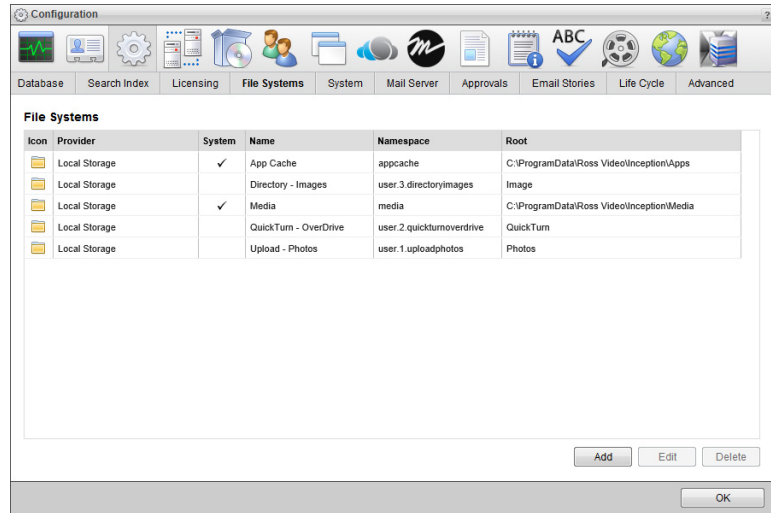 Configuration ?
ABC
Database Search Index Licensing File Systems System Mail Server Approvals Email Stories Life Cycle Advanced
File Systems
Icon Provider System Name Namespace Root
Local Storage ✓ App Cache appcache C:\ProgramData\Ross Video\Inception\Apps
Local Storage Directory - Images user.3.directoryimages Image
Local Storage ✓ Media media C:\ProgramData\Ross Video\Inception\Media
Local Storage QuickTurn - OverDrive user.2.quickturnoverdrive QuickTurn
Local Storage Upload - Photos user.1.uploadphotos Photos
Add Edit Delete
OK